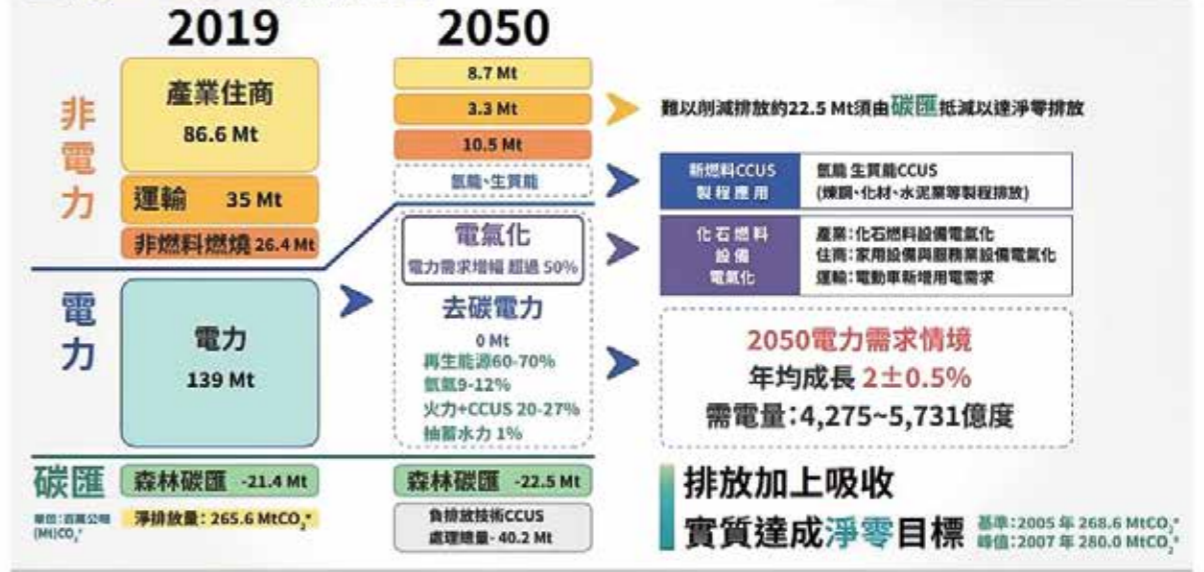 2019
2050
非電力
產業住商
86.6 Mt
運輸 35 Mt
非燃料燃燒 26.4 Mt
8.7 Mt
3.3 Mt
10.5 Mt
氫能、生質能
難以削減排放約22.5 Mt須由碳匯抵減以達淨零排放
新燃料CCUS
製程應用
氫能 生質能CCUS
(煉鋼、化材、水泥業等製程排放)
電力
電力
139 Mt
電氣化
電力需求增幅 超過 50%
去碳電力
0 Mt
再生能源60-70%
氫氣9-12%
火力+CCUS 20-27%
抽蓄水力 1%
化石燃料
設備
電氣化
產業:化石燃料設備電氣化
住商:家用設備與服務業設備電氣化
運輸:電動車新增用電需求
2050電力需求情境
年均成長 2±0.5%
需電量:4,275~5,731億度
碳匯
單位:百萬公噸
(Mt)CO₂*
森林碳匯 -21.4 Mt
淨排放量: 265.6 MtCO₂*
森林碳匯 -22.5 Mt
負排放技術CCUS
處理總量- 40.2 Mt
排放加上吸收
實質達成淨零目標
基準:2005 年 268.6 MtCO₂*
峰值:2007 年 280.0 MtCO₂*